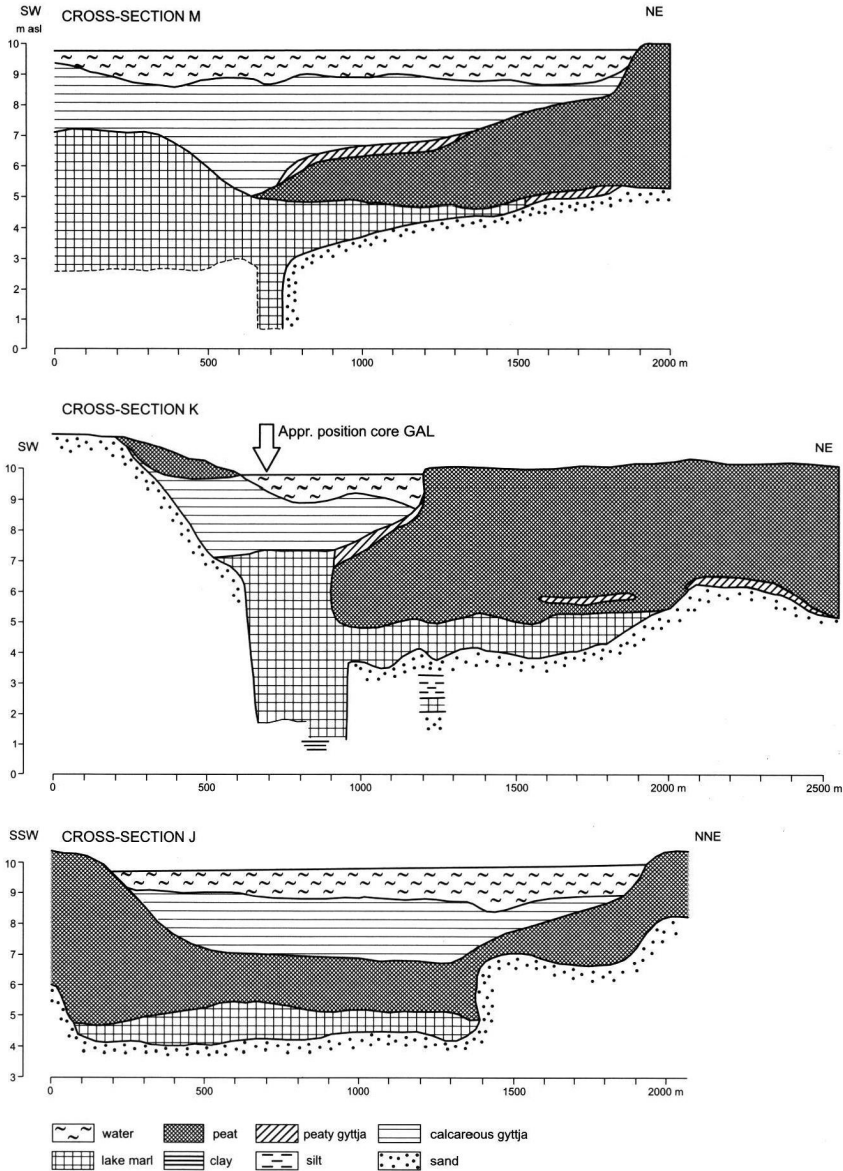 SW CROSS-SECTION M NE
m asl
10
9
8
7
6
5
4
3
2
1
0
0 500 1000 1500 2000 m
CROSS-SECTION K
Appr. position core GAL
SW NE
10
9
8
7
6
5
4
3
2
1
0
0 500 1000 1500 2000 2500 m
SSW CROSS-SECTION J NNE
10
9
8
7
6
5
4
3
0 500 1000 1500 2000 m
water peat peaty gyttja calcareous gyttja
lake marl clay silt sand